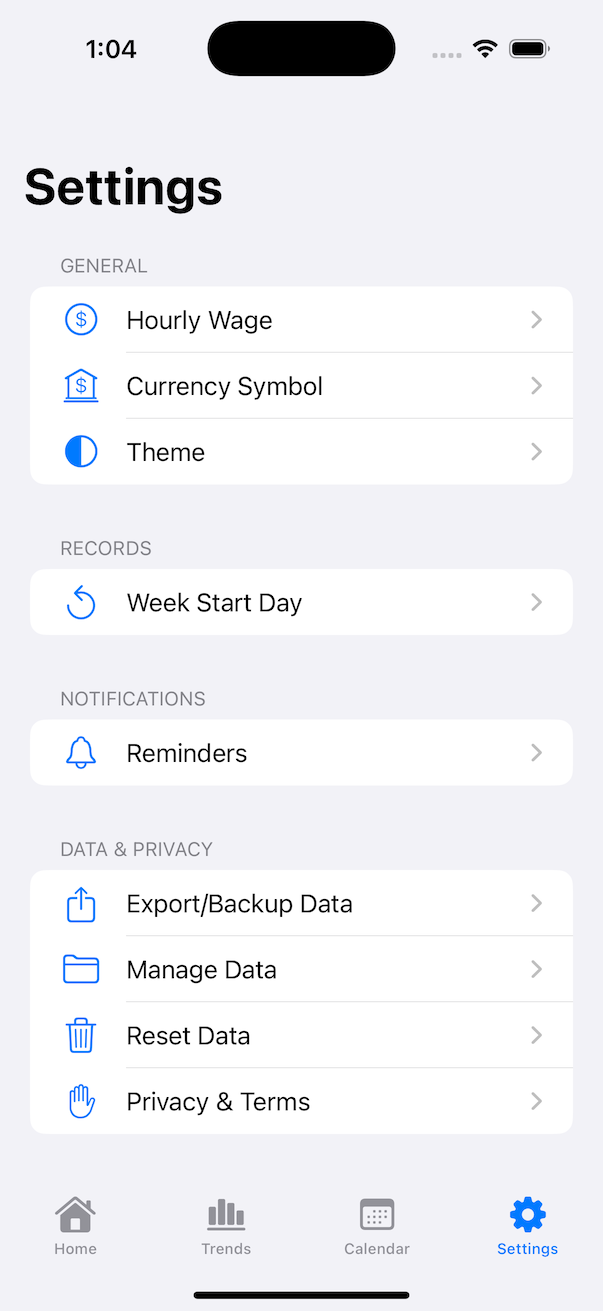 1:04
Settings
GENERAL
$ Hourly Wage
$ Currency Symbol
Theme
RECORDS
Week Start Day
NOTIFICATIONS
Reminders
DATA & PRIVACY
Export/Backup Data
Manage Data
Reset Data
Privacy & Terms
Home Trends Calendar Settings